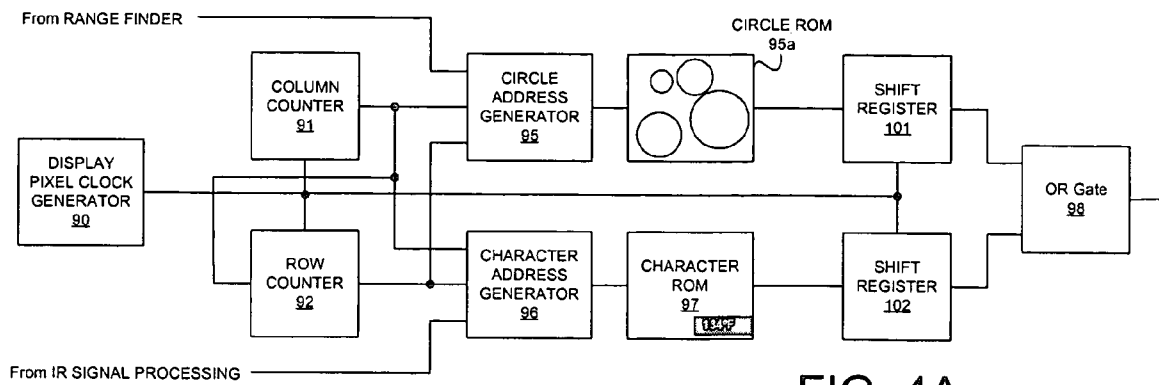 From RANGE FINDER
CIRCLE ROM
95a
COLUMN
COUNTER
91
CIRCLE
ADDRESS
GENERATOR
95
SHIFT
REGISTER
101
DISPLAY
PIXEL CLOCK
GENERATOR
90
OR Gate
98
ROW
COUNTER
92
CHARACTER
ADDRESS
GENERATOR
96
CHARACTER
ROM
97
SHIFT
REGISTER
102
From IR SIGNAL PROCESSING